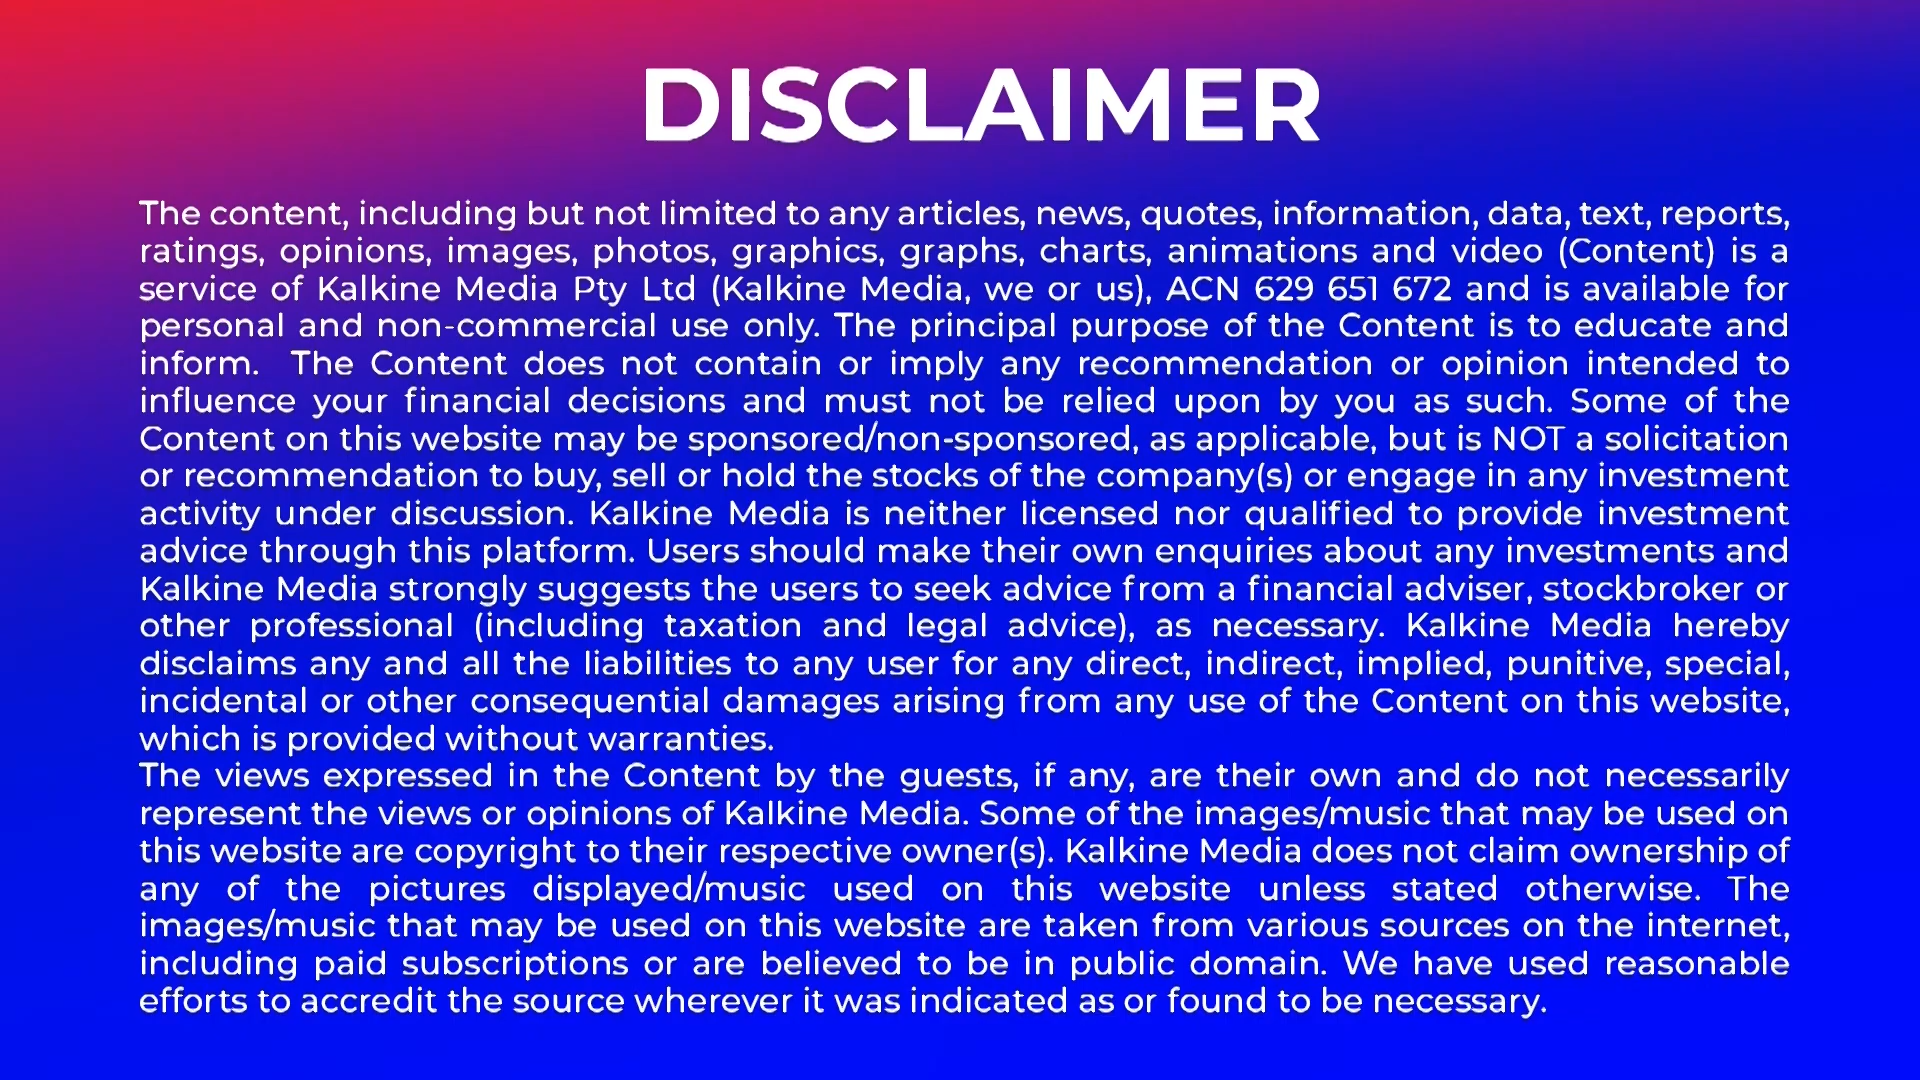 DISCLAIMER
The content, including but not limited to any articles, news, quotes, information, data, text, reports,
ratings, opinions, images, photos, graphics, graphs, charts, animations and video (Content) is a
service of Kalkine Media Pty Ltd (Kalkine Media, we or us), ACN 629 651 672 and is available for
personal and non-commercial use only. The principal purpose of the Content is to educate and
inform.  The Content does not contain or imply any recommendation or opinion intended to
influence your financial decisions and must not be relied upon by you as such. Some of the
Content on this website may be sponsored/non-sponsored, as applicable, but is NOT a solicitation
or recommendation to buy, sell or hold the stocks of the company(s) or engage in any investment
activity under discussion. Kalkine Media is neither licensed nor qualified to provide investment
advice through this platform. Users should make their own enquiries about any investments and
Kalkine Media strongly suggests the users to seek advice from a financial adviser, stockbroker or
other professional (including taxation and legal advice), as necessary. Kalkine Media hereby
disclaims any and all the liabilities to any user for any direct, indirect, implied, punitive, special,
incidental or other consequential damages arising from any use of the Content on this website,
which is provided without warranties.
The views expressed in the Content by the guests, if any, are their own and do not necessarily
represent the views or opinions of Kalkine Media. Some of the images/music that may be used on
this website are copyright to their respective owner(s). Kalkine Media does not claim ownership of
any of the pictures displayed/music used on this website unless stated otherwise. The
images/music that may be used on this website are taken from various sources on the internet,
including paid subscriptions or are believed to be in public domain. We have used reasonable
efforts to accredit the source wherever it was indicated as or found to be necessary.